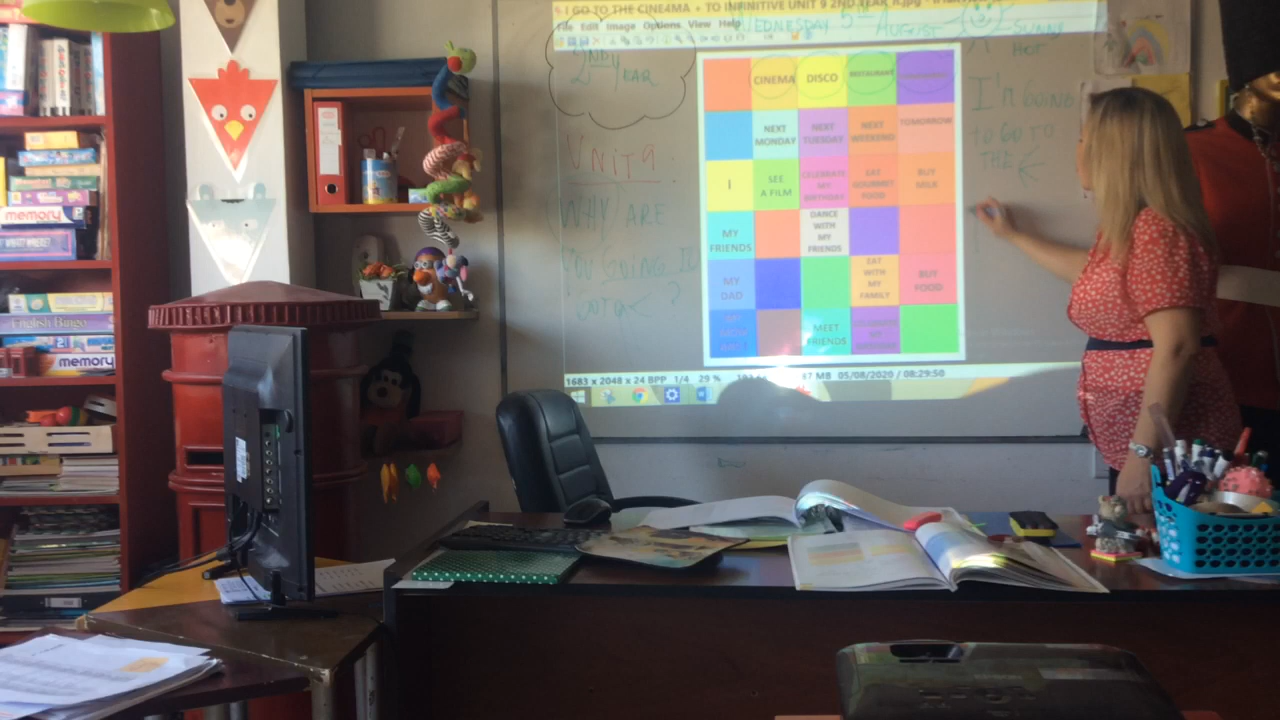 I GO TO THE CINE4MA + TO INFINITIVE UNIT 9 2ND YEAR
File Edit Image Options View Help
WEDNESDAY 5TH AUGUST
SUNNY
HOT
2ND YEAR
UNIT 9
WHY ARE
YOU GOING TO
GO TO < ?
CINEMA DISCO RESTAURANT
NEXT MONDAY NEXT TUESDAY NEXT WEEKEND TOMORROW
I SEE A FILM CELEBRATE MY BIRTHDAY EAT GOURMET FOOD BUY MILK
MY FRIENDS DANCE WITH MY FRIENDS
MY DAD EAT WITH MY FAMILY BUY FOOD
MY MOM AND I MEET FRIENDS CELEBRATE
I'M GOING
TO GO TO
THE <
1683 x 2048 x 24 BPP 1/4 29 % MB 05/08/2020 / 08:29:50
memory
English Bingo
memory